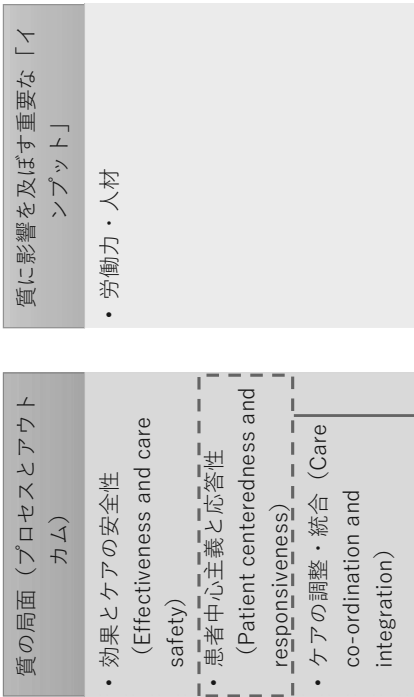 質に影響を及ぼす重要な「イ
ンプット」
• 労働力・人材
質の局面（プロセスとアウト
カム）
• 効果とケアの安全性
（Effectiveness and care
safety）
• 患者中心主義と応答性
（Patient centeredness and
responsiveness）
• ケアの調整・統合（Care
co-ordination and
integration）